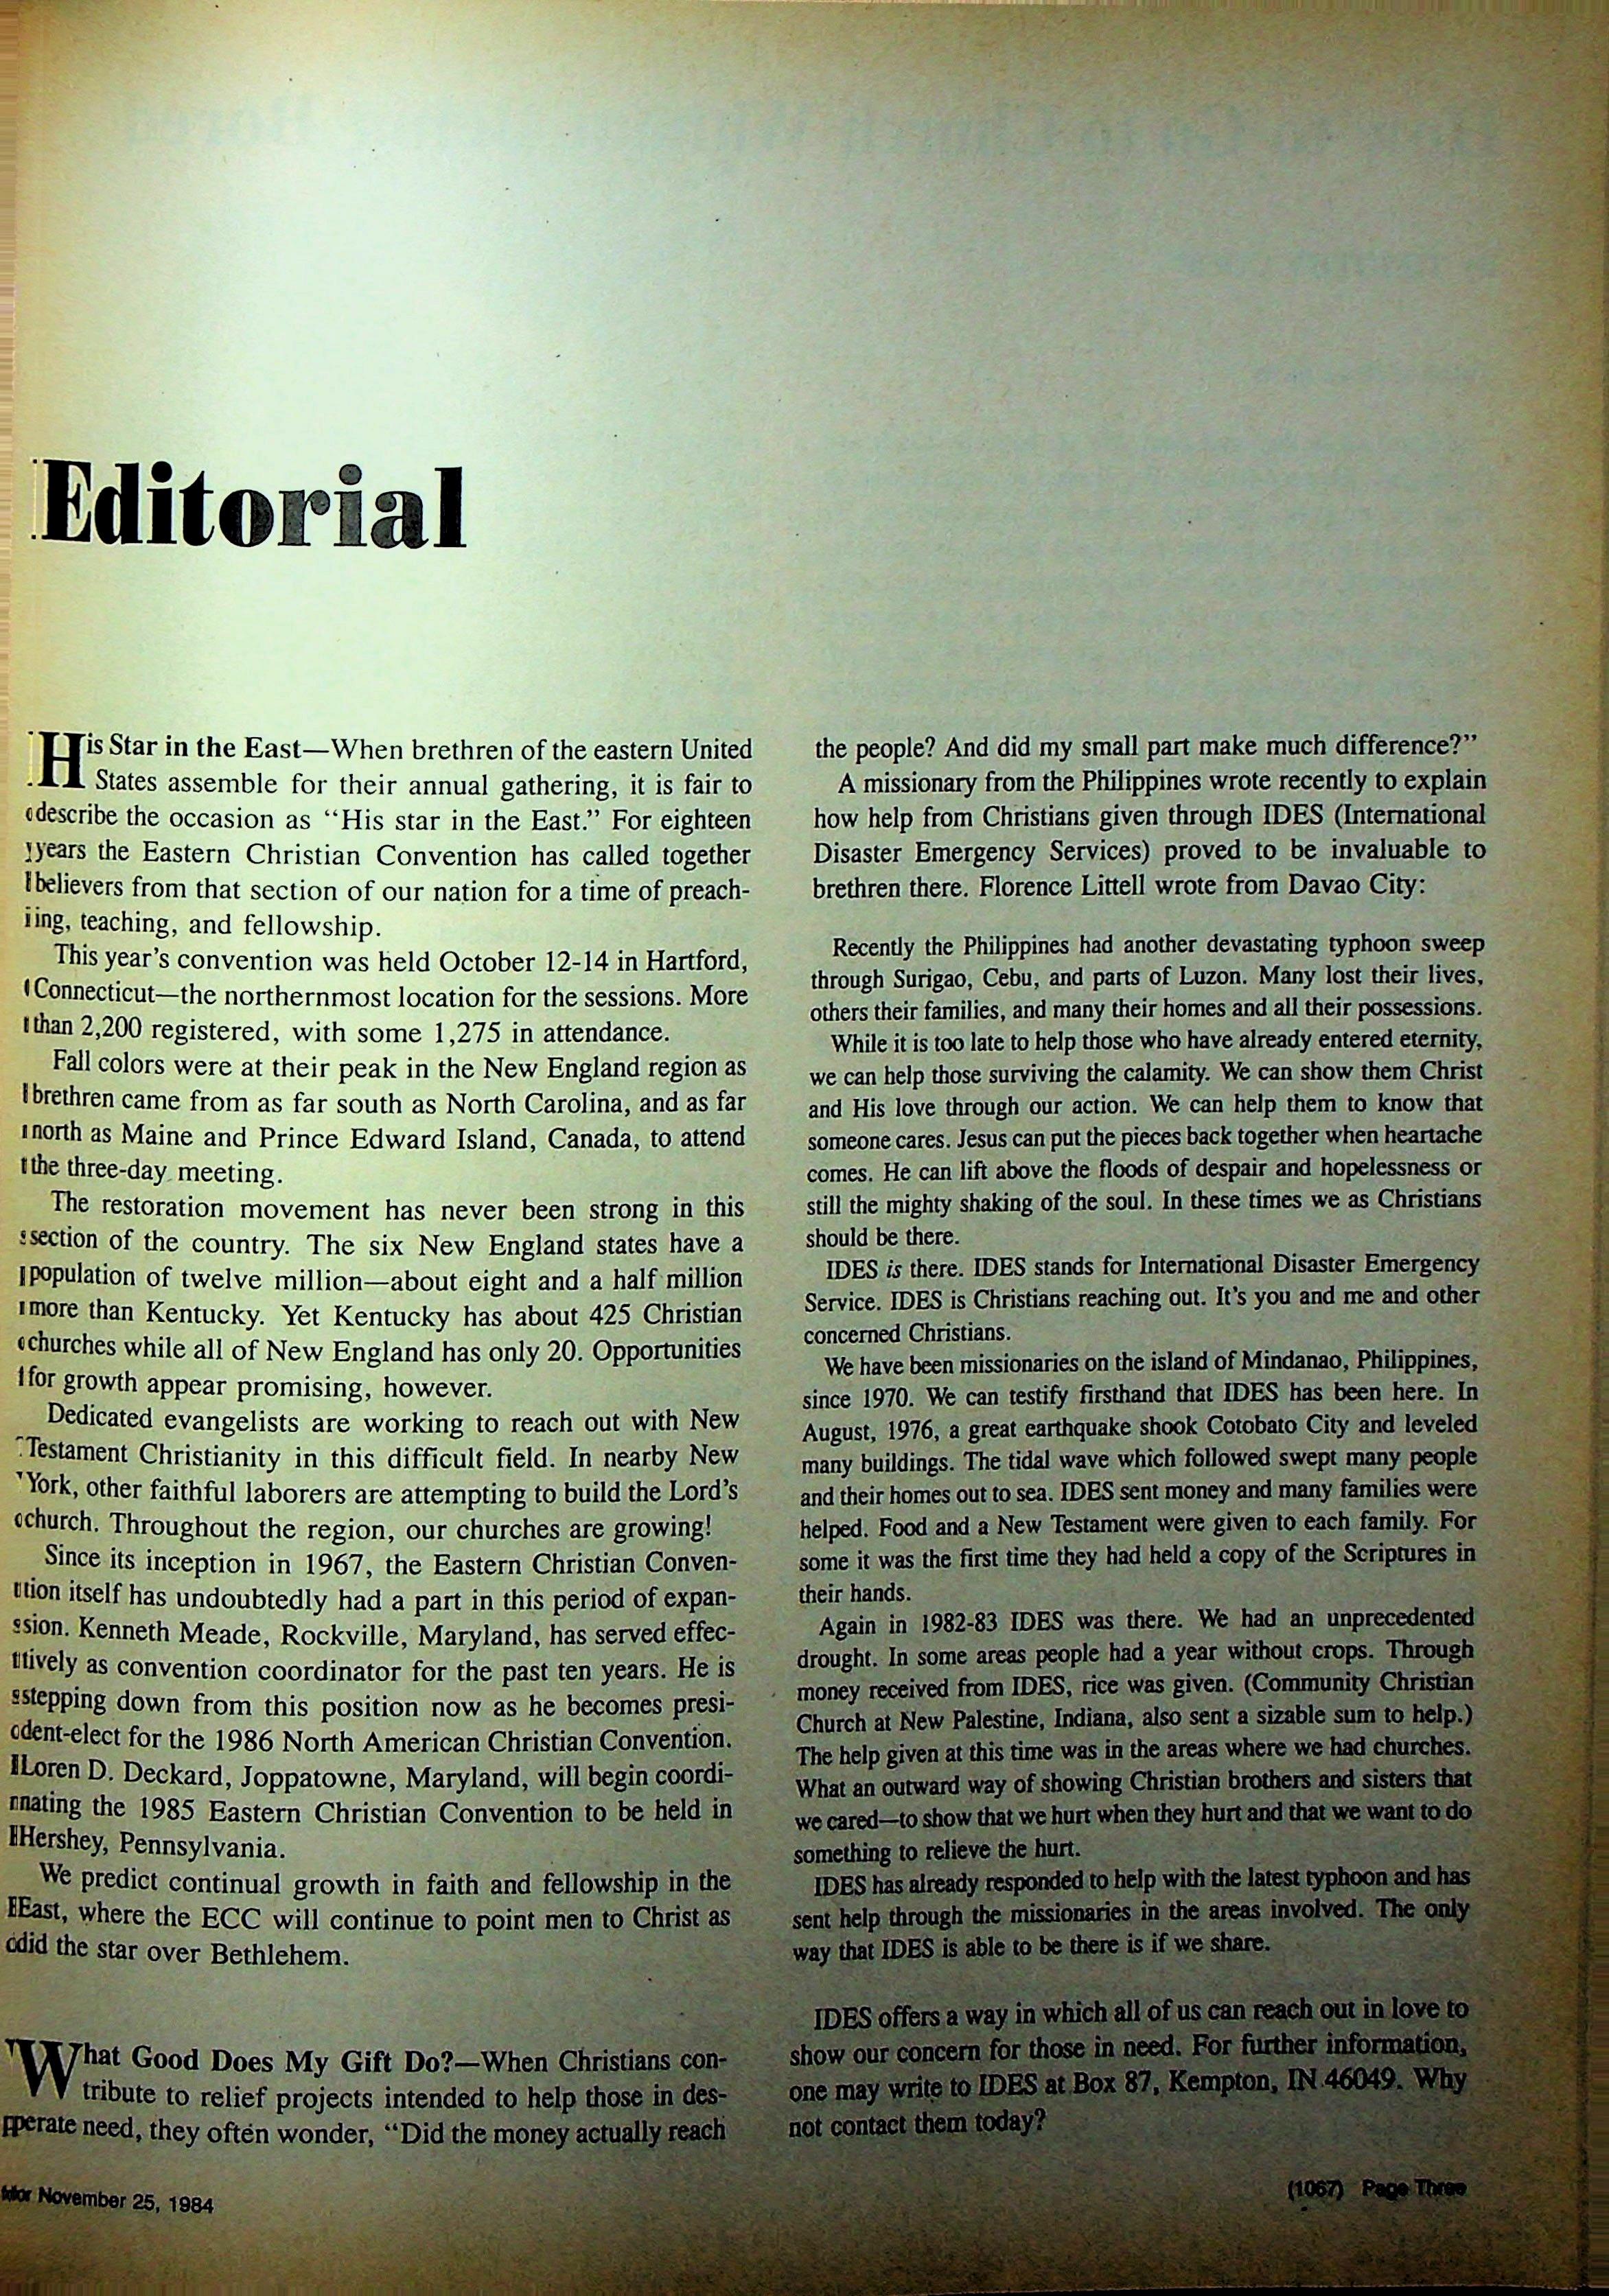 Editorial
His Star in the East—When brethren of the eastern United
States assemble for their annual gathering, it is fair to
describe the occasion as “His star in the East.” For eighteen
years the Eastern Christian Convention has called together
believers from that section of our nation for a time of preach-
ing, teaching, and fellowship.
This year’s convention was held October 12-14 in Hartford,
Connecticut—the northernmost location for the sessions. More
than 2,200 registered, with some 1,275 in attendance.
Fall colors were at their peak in the New England region as
brethren came from as far south as North Carolina, and as far
north as Maine and Prince Edward Island, Canada, to attend
the three-day meeting.
The restoration movement has never been strong in this
section of the country. The six New England states have a
population of twelve million—about eight and a half million
more than Kentucky. Yet Kentucky has about 425 Christian
churches while all of New England has only 20. Opportunities
for growth appear promising, however.
Dedicated evangelists are working to reach out with New
Testament Christianity in this difficult field. In nearby New
York, other faithful laborers are attempting to build the Lord’s
church. Throughout the region, our churches are growing!
Since its inception in 1967, the Eastern Christian Conven-
tion itself has undoubtedly had a part in this period of expan-
sion. Kenneth Meade, Rockville, Maryland, has served effec-
tively as convention coordinator for the past ten years. He is
stepping down from this position now as he becomes presi-
dent-elect for the 1986 North American Christian Convention.
Loren D. Deckard, Joppatowne, Maryland, will begin coordi-
nating the 1985 Eastern Christian Convention to be held in
Hershey, Pennsylvania.
We predict continual growth in faith and fellowship in the
East, where the ECC will continue to point men to Christ as
did the star over Bethlehem.
What Good Does My Gift Do?—When Christians con-
tribute to relief projects intended to help those in des-
perate need, they often wonder, “Did the money actually reach
the people? And did my small part make much difference?”
A missionary from the Philippines wrote recently to explain
how help from Christians given through IDES (International
Disaster Emergency Services) proved to be invaluable to
brethren there. Florence Littell wrote from Davao City:
Recently the Philippines had another devastating typhoon sweep
through Surigao, Cebu, and parts of Luzon. Many lost their lives,
others their families, and many their homes and all their possessions.
While it is too late to help those who have already entered eternity,
we can help those surviving the calamity. We can show them Christ
and His love through our action. We can help them to know that
someone cares. Jesus can put the pieces back together when heartache
comes. He can lift above the floods of despair and hopelessness or
still the mighty shaking of the soul. In these times we as Christians
should be there.
IDES is there. IDES stands for International Disaster Emergency
Service. IDES is Christians reaching out. It’s you and me and other
concerned Christians.
We have been missionaries on the island of Mindanao, Philippines,
since 1970. We can testify firsthand that IDES has been here. In
August, 1976, a great earthquake shook Cotobato City and leveled
many buildings. The tidal wave which followed swept many people
and their homes out to sea. IDES sent money and many families were
helped. Food and a New Testament were given to each family. For
some it was the first time they had held a copy of the Scriptures in
their hands.
Again in 1982-83 IDES was there. We had an unprecedented
drought. In some areas people had a year without crops. Through
money received from IDES, rice was given. (Community Christian
Church at New Palestine, Indiana, also sent a sizable sum to help.)
The help given at this time was in the areas where we had churches.
What an outward way of showing Christian brothers and sisters that
we cared—to show that we hurt when they hurt and that we want to do
something to relieve the hurt.
IDES has already responded to help with the latest typhoon and has
sent help through the missionaries in the areas involved. The only
way that IDES is able to be there is if we share.
IDES offers a way in which all of us can reach out in love to
show our concern for those in need. For further information,
one may write to IDES at Box 87, Kempton, IN 46049. Why
not contact them today?
for November 25, 1984
(1067) Page Three